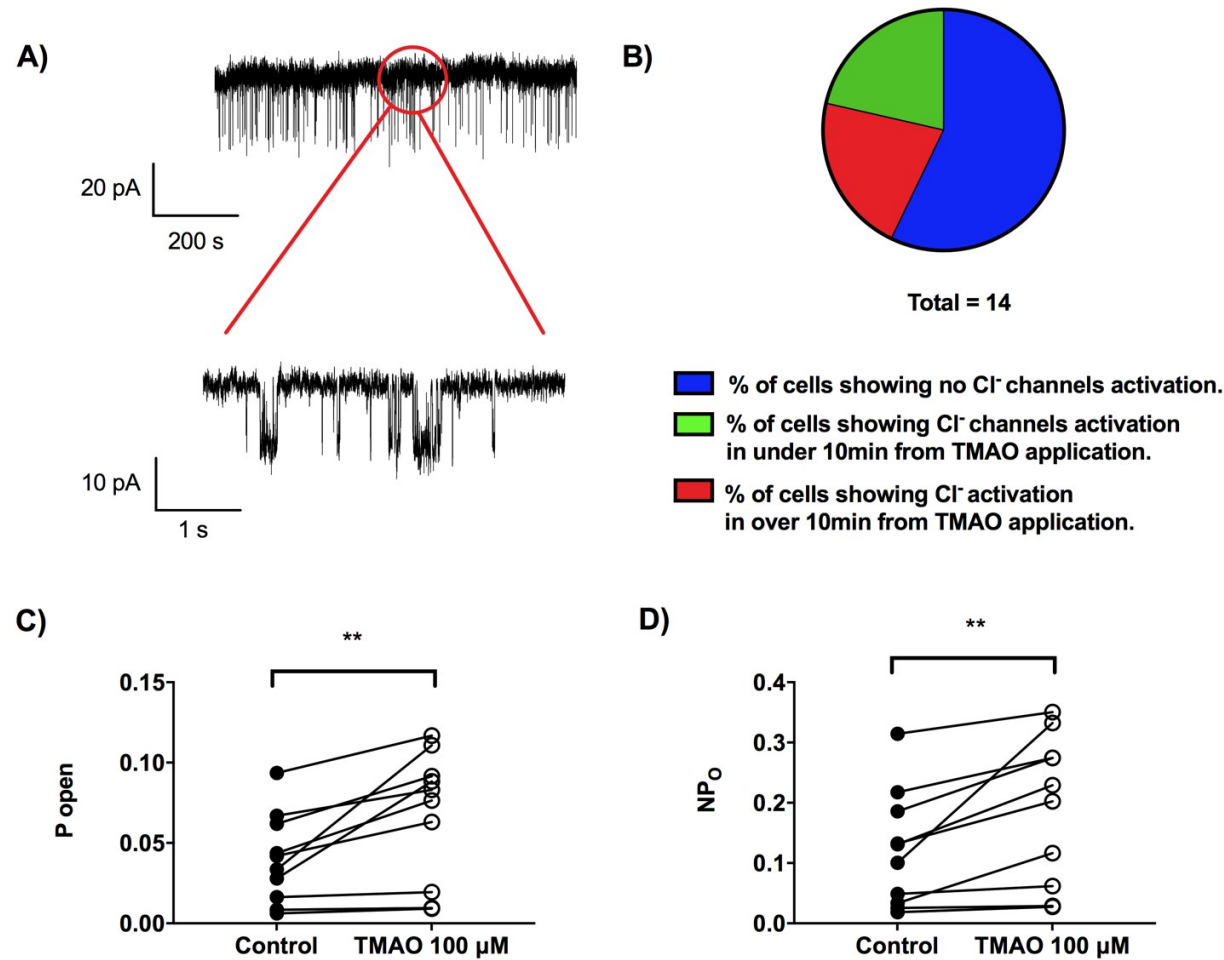 A)
20 pA
200 s
10 pA
1 s
B)
Total = 14
% of cells showing no Cl⁻ channels activation.
% of cells showing Cl⁻ channels activation
in under 10min from TMAO application.
% of cells showing Cl⁻ activation
in over 10min from TMAO application.
C)
**
0.15
0.10
0.05
0.00
P open
Control
TMAO 100 µM
D)
**
0.4
0.3
0.2
0.1
0.0
NP₀
Control
TMAO 100 µM